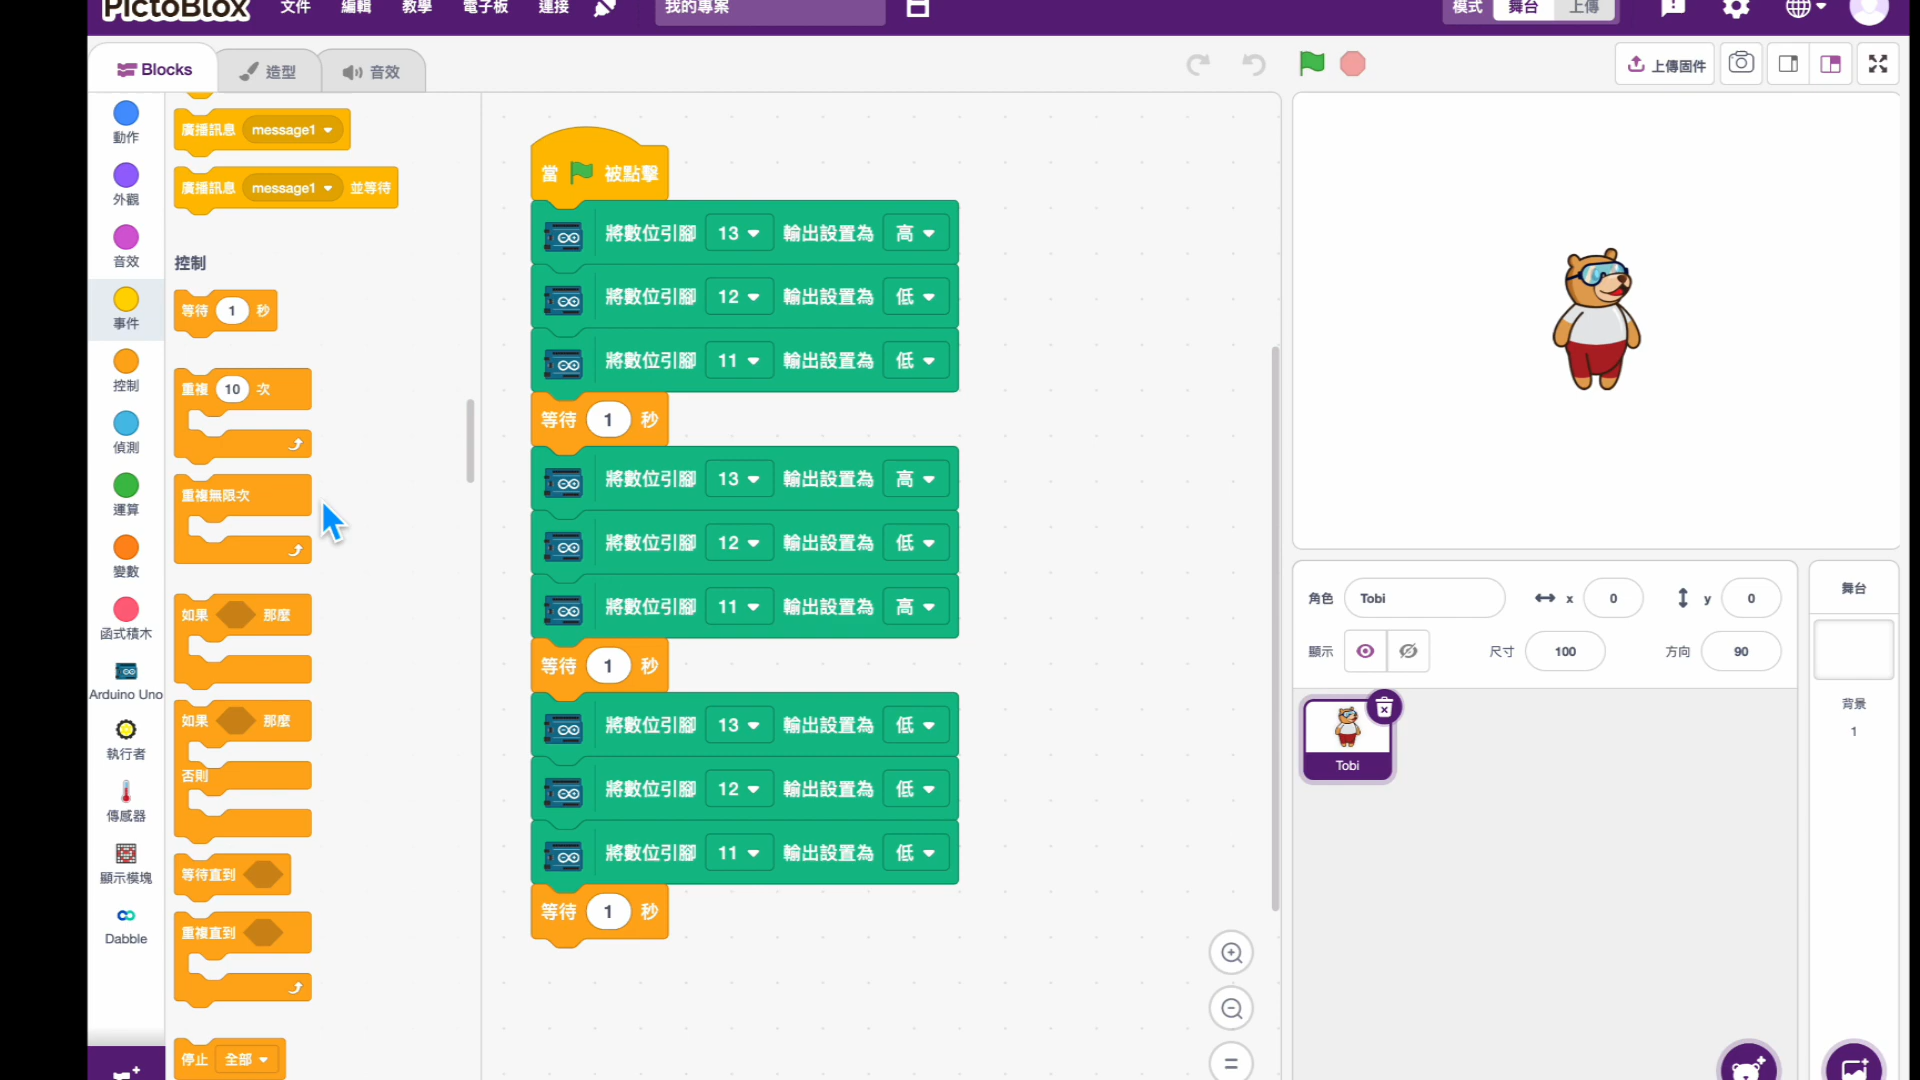 PictoBlox 文件 編輯 教學 電子板 連接 我的專案 模式 舞台 上傳
Blocks 造型 音效 上傳固件
動作
外觀
音效
事件
控制
偵測
運算
變數
函式積木
Arduino Uno
執行者
傳感器
顯示模塊
Dabble
廣播訊息 message1
廣播訊息 message1 並等待
控制
等待 1 秒
重複 10 次
重複無限次
如果 那麼
如果 那麼
否則
等待直到
重複直到
停止 全部
當 被點擊
將數位引腳 13 輸出設置為 高
將數位引腳 12 輸出設置為 低
將數位引腳 11 輸出設置為 低
等待 1 秒
將數位引腳 13 輸出設置為 高
將數位引腳 12 輸出設置為 低
將數位引腳 11 輸出設置為 高
等待 1 秒
將數位引腳 13 輸出設置為 低
將數位引腳 12 輸出設置為 低
將數位引腳 11 輸出設置為 低
等待 1 秒
角色 Tobi x 0 y 0
顯示 尺寸 100 方向 90
Tobi
舞台
背景
1